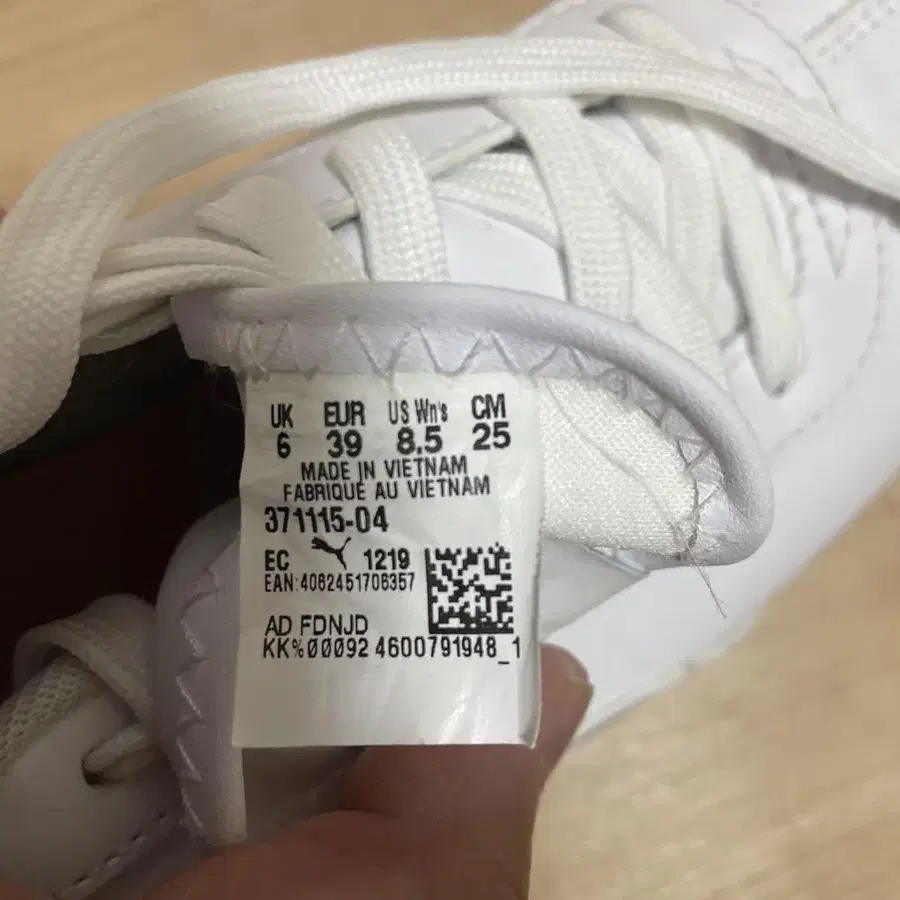 UK EUR US Wn's CM
6 39 8.5 25
MADE IN VIETNAM
FABRIQUE AU VIETNAM
371115-04
EC 1219
EAN:4062451706357
AD FDNJD
KK%00092 4600791948_1